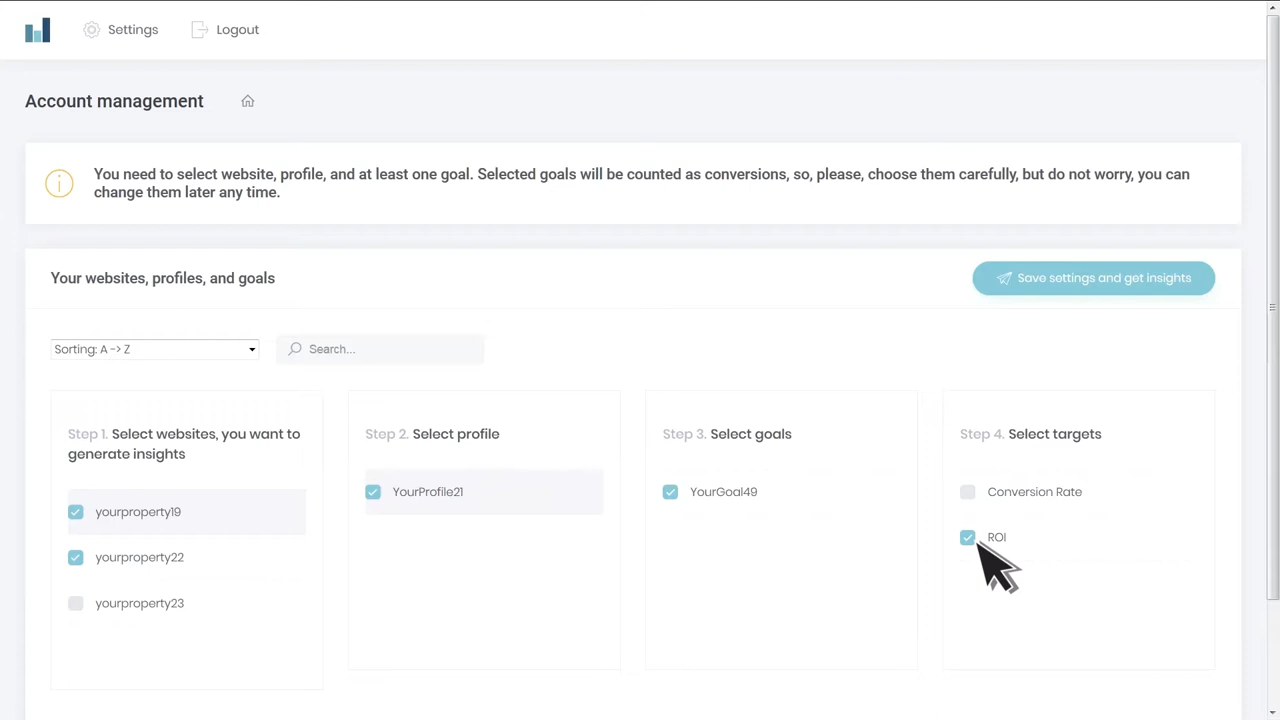 Settings
Logout
Account management
You need to select website, profile, and at least one goal. Selected goals will be counted as conversions, so, please, choose them carefully, but do not worry, you can
change them later any time.
Your websites, profiles, and goals
Save settings and get insights
Sorting: A -> Z
Search...
Step 1. Select websites, you want to
generate insights
yourproperty19
yourproperty22
yourproperty23
Step 2. Select profile
YourProfile21
Step 3. Select goals
YourGoal49
Step 4. Select targets
Conversion Rate
ROI